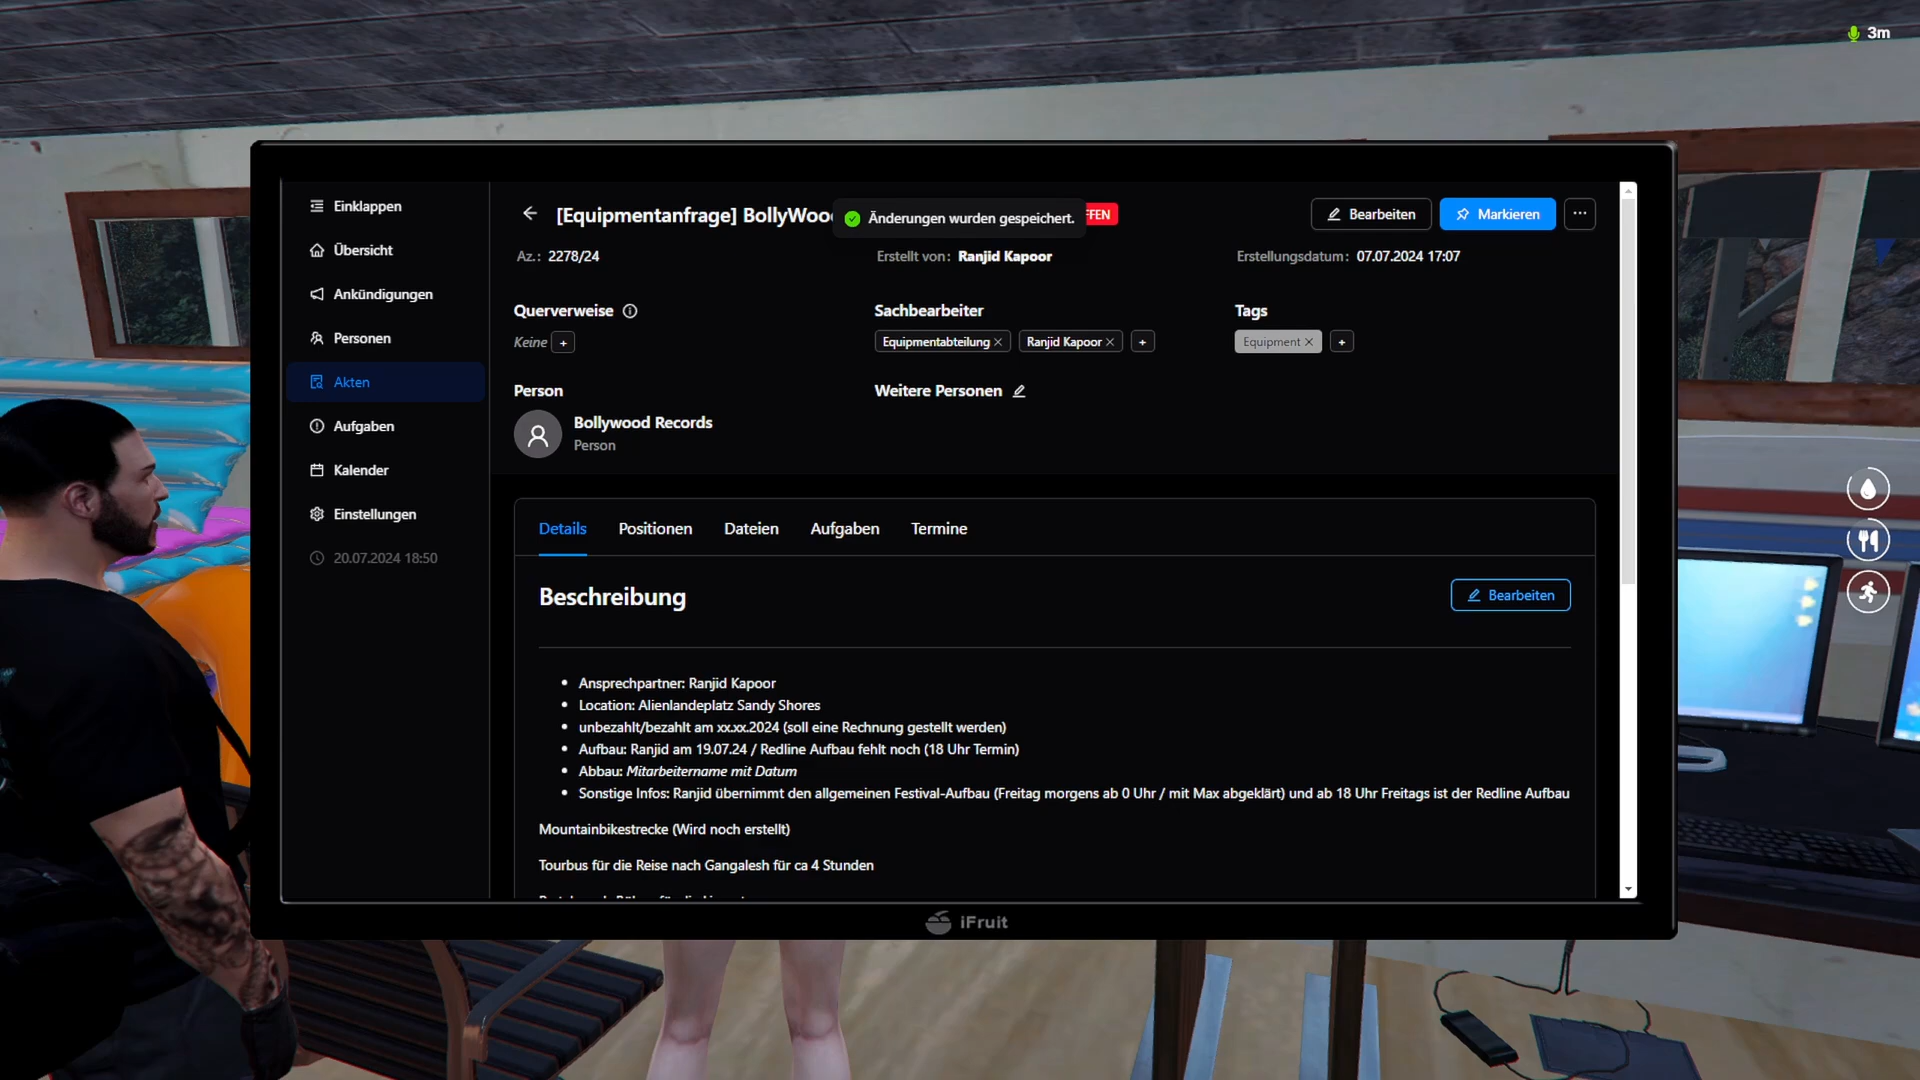 3m
Einklappen
Übersicht
Ankündigungen
Personen
Akten
Aufgaben
Kalender
Einstellungen
20.07.2024 18:50
[Equipmentanfrage]
Änderungen wurden gespeichert.
Bearbeiten
Markieren
Az.: 2278/24
Erstellt von: Ranjid Kapoor
Erstellungsdatum: 07.07.2024 17:07
Querverweise
Keine +
Sachbearbeiter
Equipmentabteilung × Ranjid Kapoor × +
Tags
Equipment × +
Person
Bollywood Records
Person
Weitere Personen
Details Positionen Dateien Aufgaben Termine
Beschreibung
Bearbeiten
• Ansprechpartner: Ranjid Kapoor
• Location: Alienlandeplatz Sandy Shores
• unbezahlt/bezahlt am xx.xx.2024 (soll eine Rechnung gestellt werden)
• Aufbau: Ranjid am 19.07.24 / Redline Aufbau fehlt noch (18 Uhr Termin)
• Abbau: Mitarbeitername mit Datum
• Sonstige Infos: Ranjid übernimmt den allgemeinen Festival-Aufbau (Freitag morgens ab 0 Uhr / mit Max abgeklärt) und ab 18 Uhr Freitags ist der Redline Aufbau
Mountainbikestrecke (Wird noch erstellt)
Tourbus für die Reise nach Gangalesh für ca 4 Stunden
iFruit